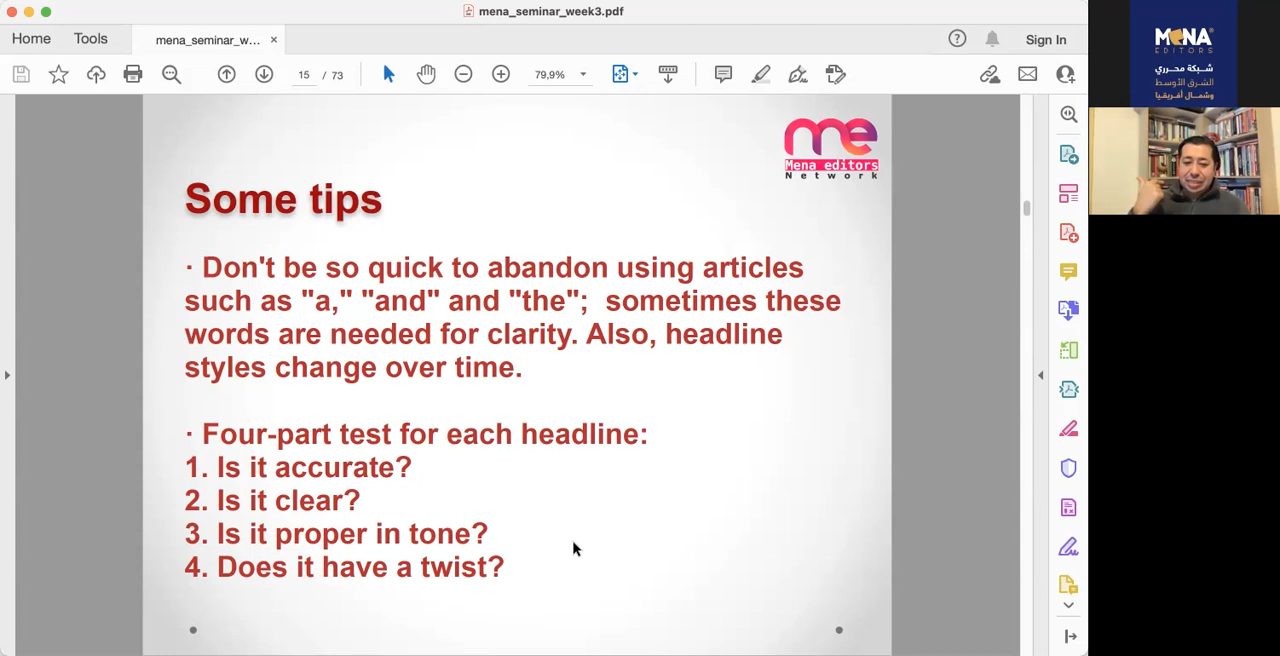 mena_seminar_week3.pdf
Home Tools mena_seminar_w... × Sign In
15 / 73 79,9%
me
Mena editors
Network
Some tips
· Don't be so quick to abandon using articles
such as "a," "and" and "the";  sometimes these
words are needed for clarity. Also, headline
styles change over time.
· Four-part test for each headline:
1. Is it accurate?
2. Is it clear?
3. Is it proper in tone?
4. Does it have a twist?
MENA
EDITORS
شبكة محرري
الشرق الأوسط
وشمال أفريقيا